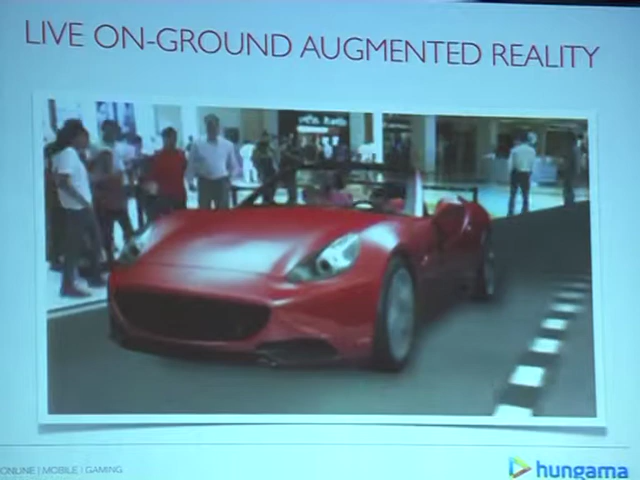 LIVE ON-GROUND AUGMENTED REALITY
ONLINE | MOBILE | GAMING
hungama